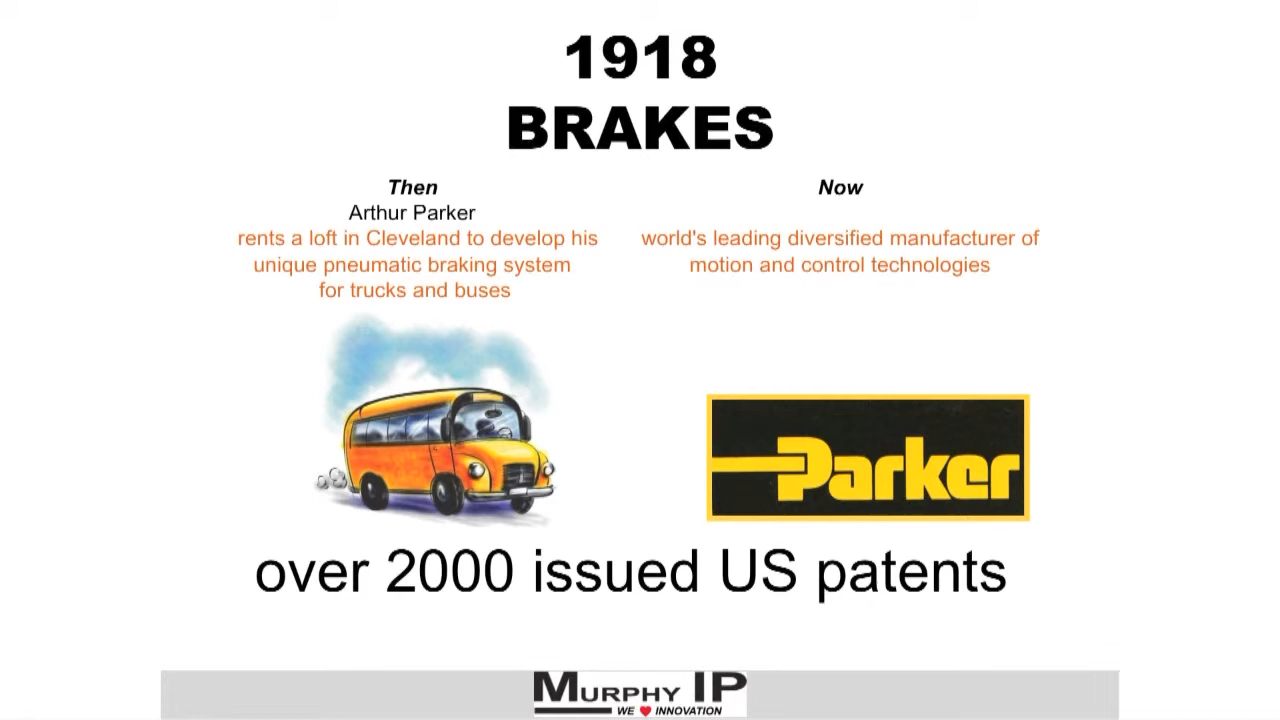 1918
BRAKES
Then
Arthur Parker
rents a loft in Cleveland to develop his
unique pneumatic braking system
for trucks and buses
Now
world's leading diversified manufacturer of
motion and control technologies
Parker
over 2000 issued US patents
MURPHY IP
WE ❤ INNOVATION